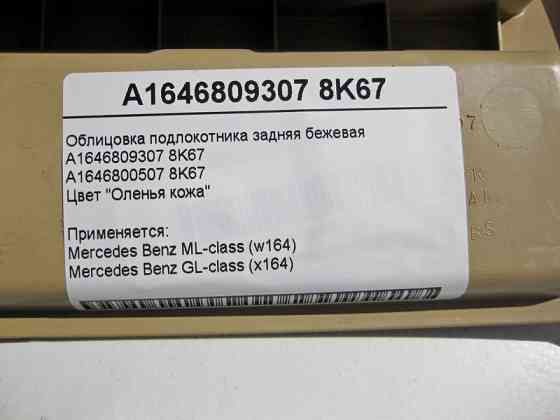 A1646809307 8K67
Облицовка подлокотника задняя бежевая
A1646809307 8K67
A1646800507 8K67
Цвет "Оленья кожа"
Применяется:
Mercedes Benz ML-class (w164)
Mercedes Benz GL-class (x164)